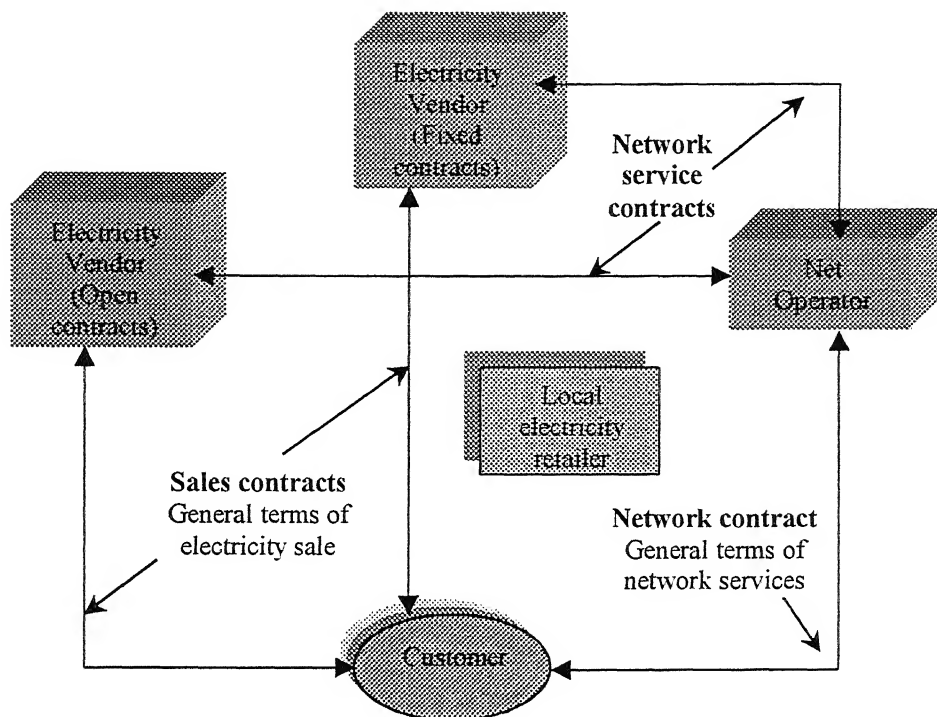 Electricity
Vendor
(Fixed
contracts)
Network
service
contracts
Electricity
Vendor
(Open
contracts)
Net
Operator
Local
electricity
retailer
Sales contracts
General terms of
electricity sale
Network contract
General terms of
network services
Customer